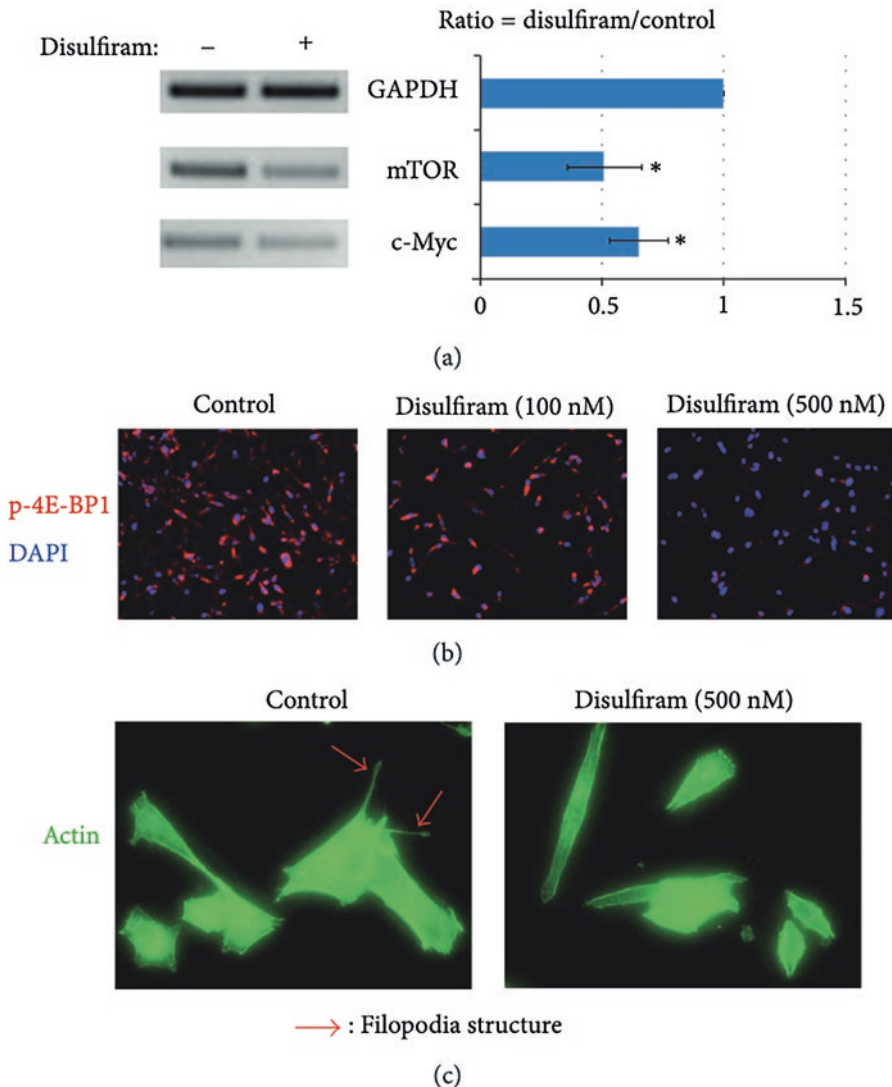 Ratio = disulfiram/control
Disulfiram: − +
GAPDH
mTOR *
c-Myc *
0 0.5 1 1.5
(a)
Control Disulfiram (100 nM) Disulfiram (500 nM)
p-4E-BP1
DAPI
(b)
Control Disulfiram (500 nM)
Actin
: Filopodia structure
(c)